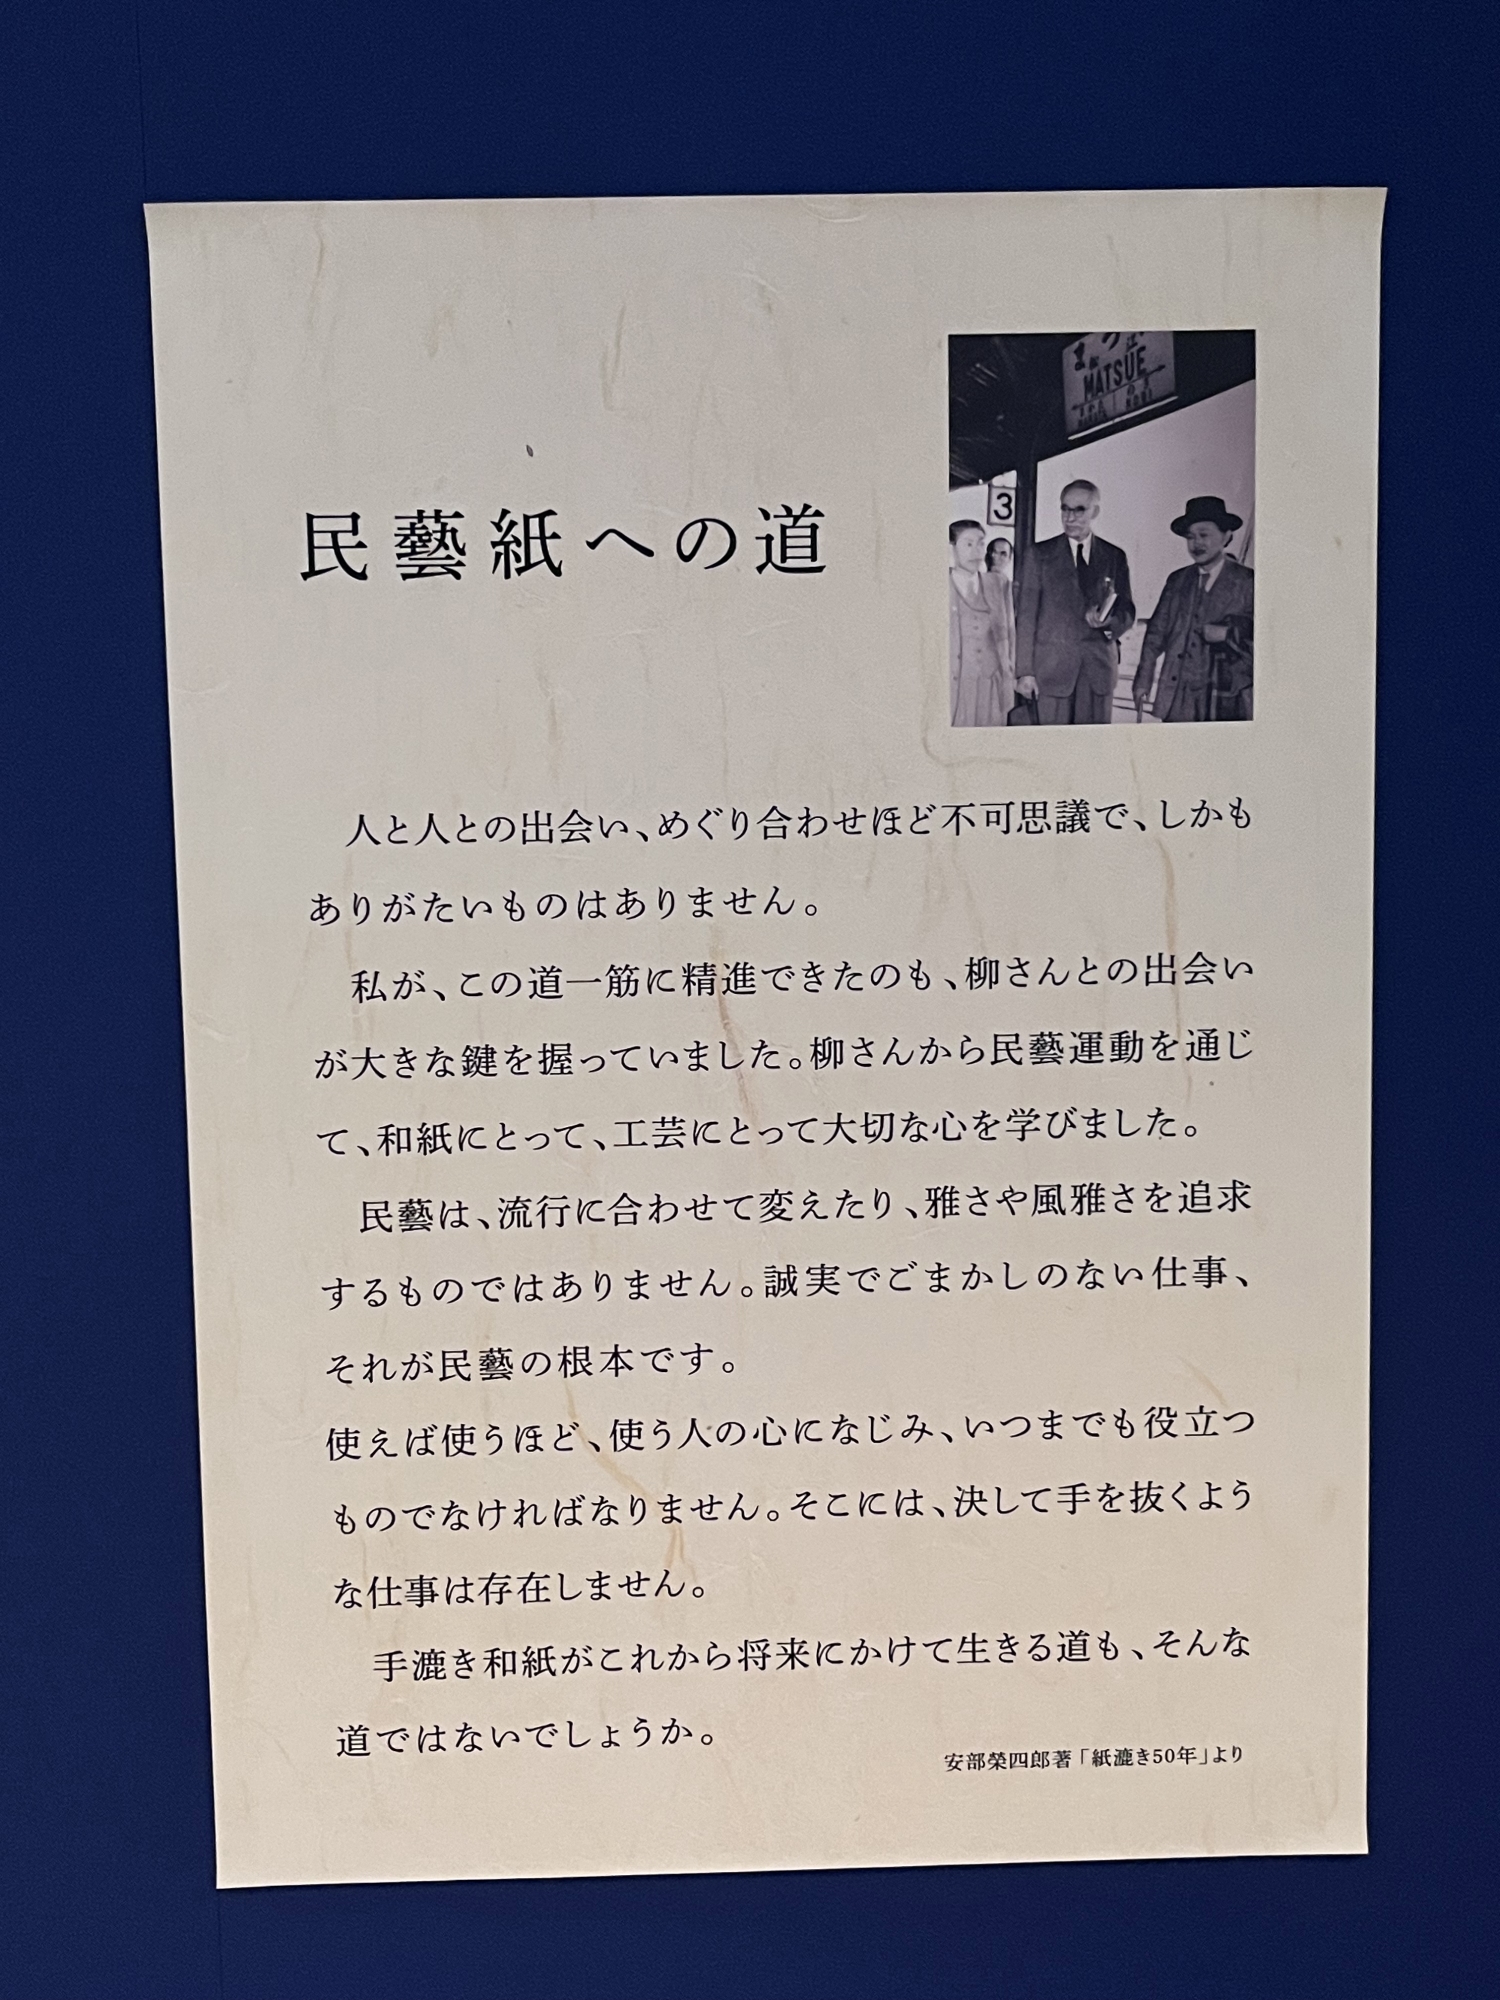 まつ
松江
MATSUE
3
民藝紙への道
人と人との出会い、めぐり合わせほど不可思議で、しかも
ありがたいものはありません。
私が、この道一筋に精進できたのも、柳さんとの出会い
が大きな鍵を握っていました。柳さんから民藝運動を通じ
て、和紙にとって、工芸にとって大切な心を学びました。
民藝は、流行に合わせて変えたり、雅さや風雅さを追求
するものではありません。誠実でごまかしのない仕事、
それが民藝の根本です。
使えば使うほど、使う人の心になじみ、いつまでも役立つ
ものでなければなりません。そこには、決して手を抜くよう
な仕事は存在しません。
手漉き和紙がこれから将来にかけて生きる道も、そんな
道ではないでしょうか。
安部榮四郎著「紙漉き50年」より